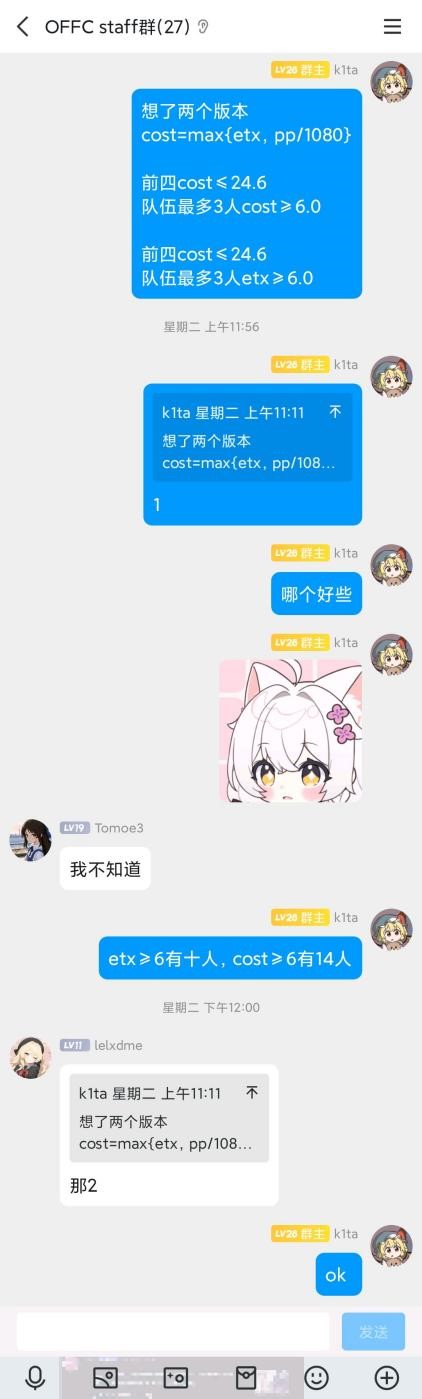 OFFC staff群(27)
LV26 群主 k1ta
想了两个版本
cost=max{etx, pp/1080}
前四cost≤24.6
队伍最多3人cost≥6.0
前四cost≤24.6
队伍最多3人etx≥6.0
星期二 上午11:56
LV26 群主 k1ta
k1ta 星期二 上午11:11
想了两个版本
cost=max{etx, pp/108...
1
LV26 群主 k1ta
哪个好些
LV26 群主 k1ta
LV19 Tomoe3
我不知道
LV26 群主 k1ta
etx≥6有十人, cost≥6有14人
星期二 下午12:00
LV11 lelxdme
k1ta 星期二 上午11:11
想了两个版本
cost=max{etx, pp/108...
那2
LV26 群主 k1ta
ok
发送